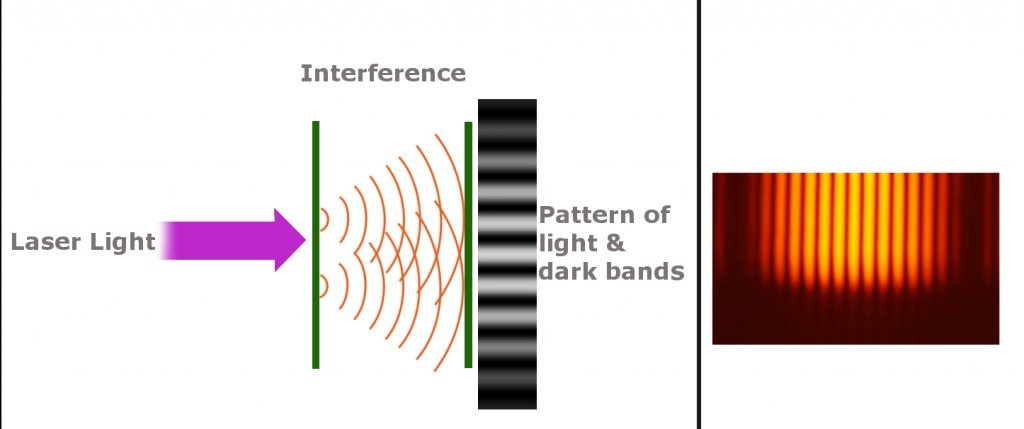 Interference
Laser Light
Pattern of
light &
dark bands